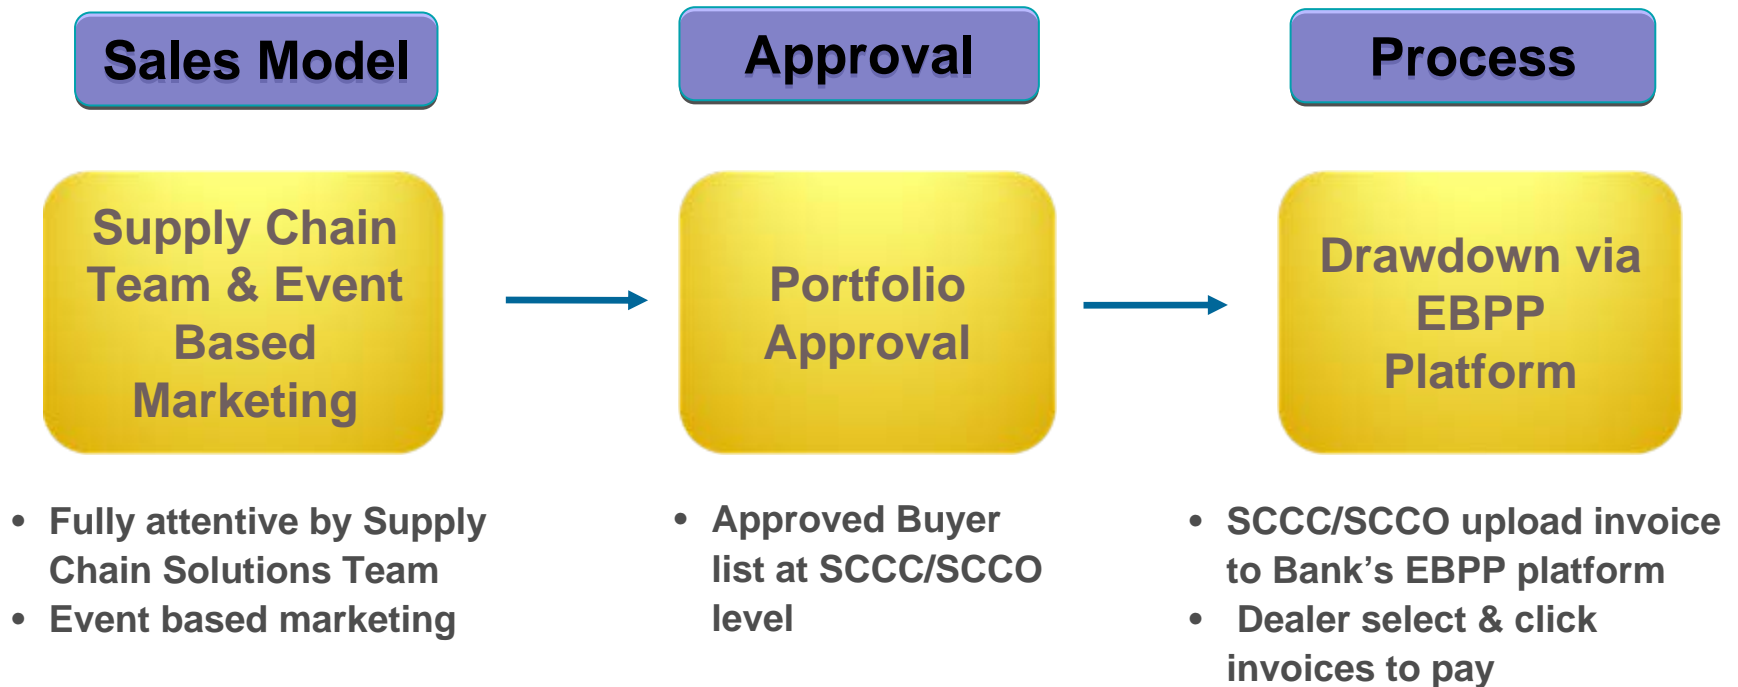 Sales Model
Approval
Process
Supply Chain
Team & Event
Based
Marketing
Portfolio
Approval
Drawdown via
EBPP
Platform
• Fully attentive by Supply
Chain Solutions Team
• Event based marketing
• Approved Buyer
list at SCCC/SCCO
level
• SCCC/SCCO upload invoice
to Bank’s EBPP platform
• Dealer select & click
invoices to pay